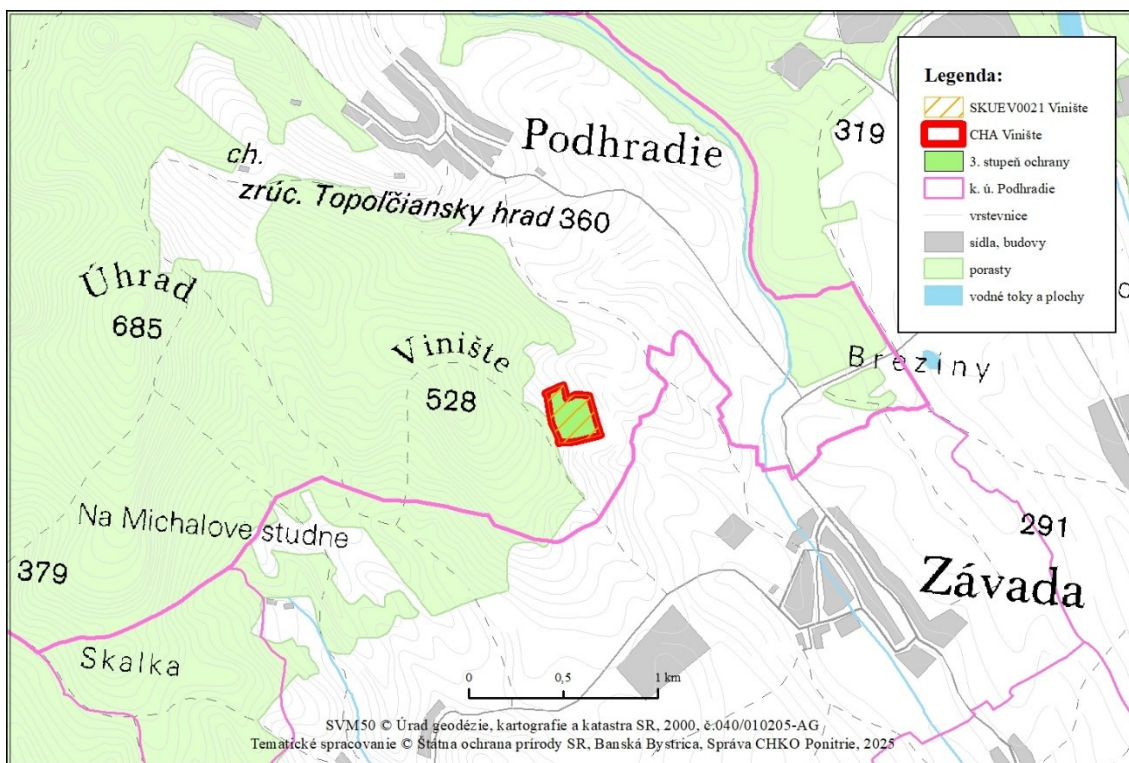 Podhradie
ch.
zrúc. Topoľčiansky hrad 360
319
Úhrad
685
Vinište
528
Breziny
Na Michalove studne
379
Skalka
291
Závada
Legenda:
SKUEV0021 Vinište
CHA Vinište
3. stupeň ochrany
k. ú. Podhradie
vrstevnice
sídla, budovy
porasty
vodné toky a plochy
0 0,5 1 km
SVM50 © Úrad geodézie, kartografie a katastra SR, 2000, č:040/010205-AG
Tematické spracovanie © Štátna ochrana prírody SR, Banská Bystrica, Správa CHKO Ponitrie, 2025